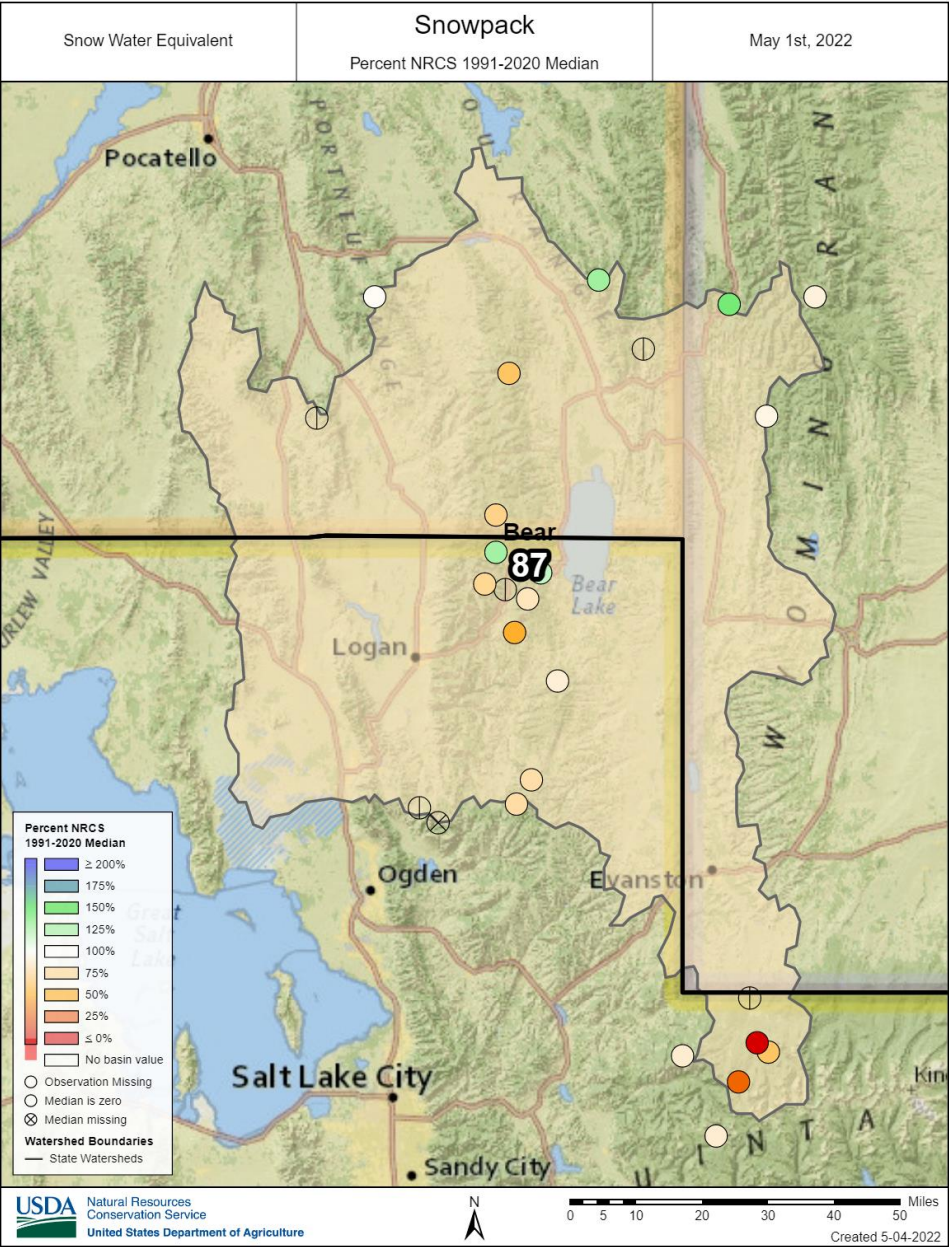 Snow Water Equivalent
Snowpack
Percent NRCS 1991-2020 Median
May 1st, 2022
Pocatello
PORTNEUF
RANGE
WYOMING RANGE
Bear
87
Bear
Lake
CURLEW VALLEY
Logan
WYOMING
Ogden
Evanston
Great
Salt
Lake
Salt Lake City
Sandy City
UINTA
Kin
Percent NRCS
1991-2020 Median
≥ 200%
175%
150%
125%
100%
75%
50%
25%
≤ 0%
No basin value
Observation Missing
Median is zero
Median missing
Watershed Boundaries
State Watersheds
USDA
Natural Resources
Conservation Service
United States Department of Agriculture
N
0 5 10 20 30 40 50
Miles
Created 5-04-2022